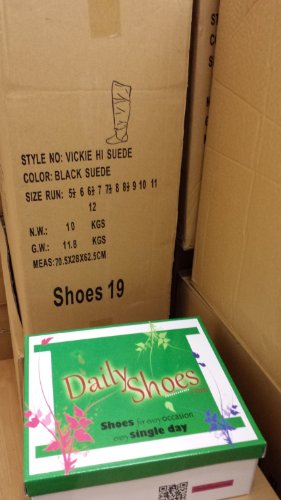 STYLE NO: VICKIE HI SUEDE
COLOR: BLACK SUEDE
SIZE RUN: 5½ 6 6½ 7 7½ 8 8½ 9 10 11
12
N.W.: 10 KGS
G.W.: 11.8 KGS
MEAS: 70.5X28X62.5CM
Shoes 19
Daily Shoes
Shoes for every occasion
every single day